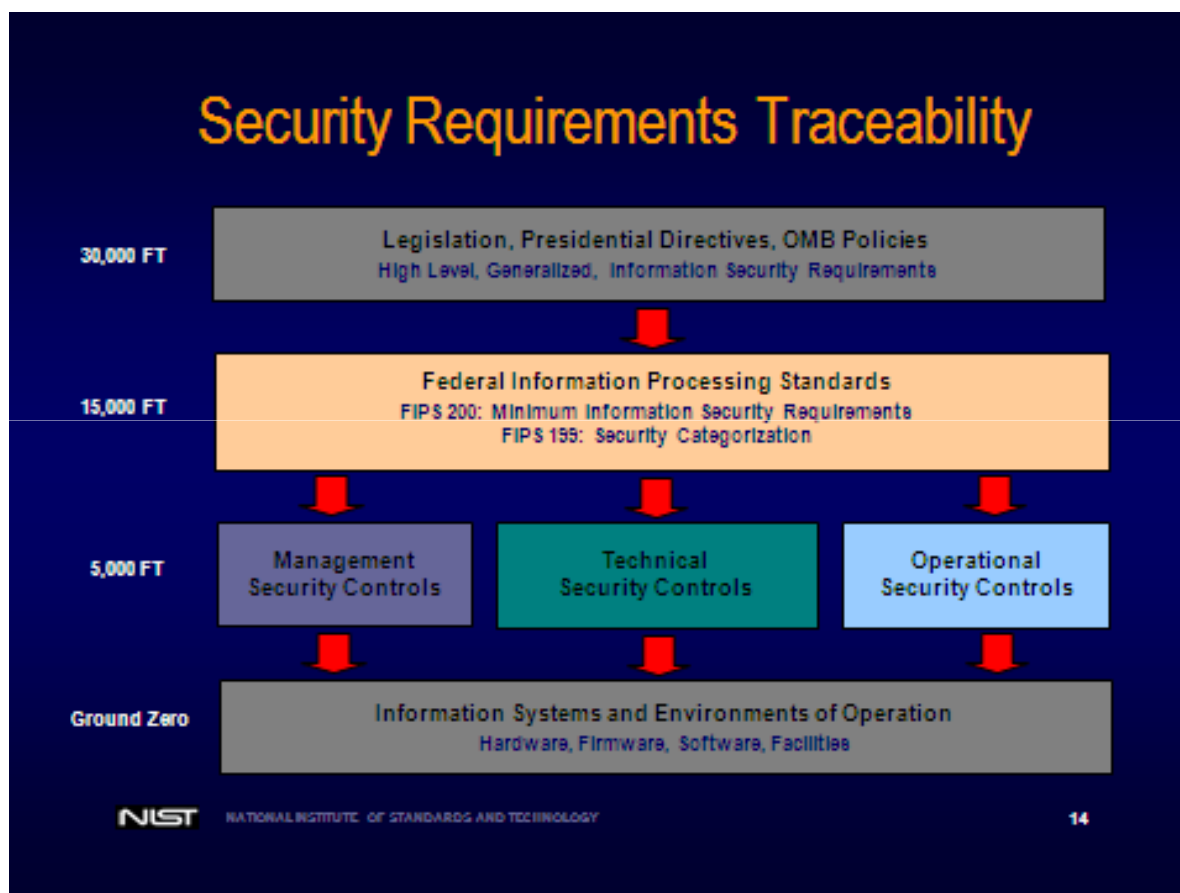 Security Requirements Traceability
30,000 FT
Legislation, Presidential Directives, OMB Policies
High Level, Generalized, Information Security Requirements
15,000 FT
Federal Information Processing Standards
FIPS 200: Minimum Information Security Requirements
FIPS 199: Security Categorization
5,000 FT
Management
Security Controls
Technical
Security Controls
Operational
Security Controls
Ground Zero
Information Systems and Environments of Operation
Hardware, Firmware, Software, Facilities
NIST
NATIONAL INSTITUTE OF STANDARDS AND TECHNOLOGY
14